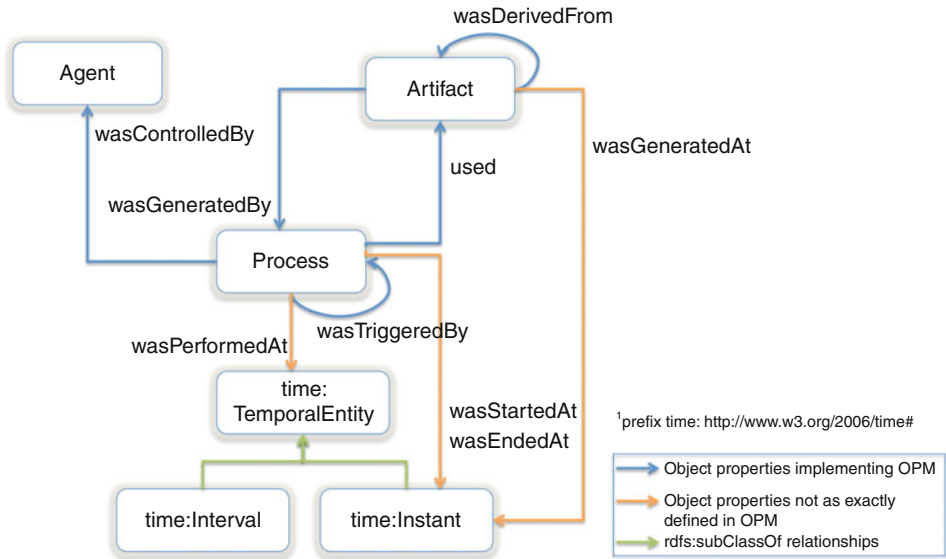 wasDerivedFrom
Agent
Artifact
wasControlledBy
wasGeneratedAt
used
wasGeneratedBy
Process
wasTriggeredBy
wasPerformedAt
time:
TemporalEntity
wasStartedAt
wasEndedAt
1prefix time: http://www.w3.org/2006/time#
Object properties implementing OPM
Object properties not as exactly
defined in OPM
rdfs:subClassOf relationships
time:Interval
time:Instant